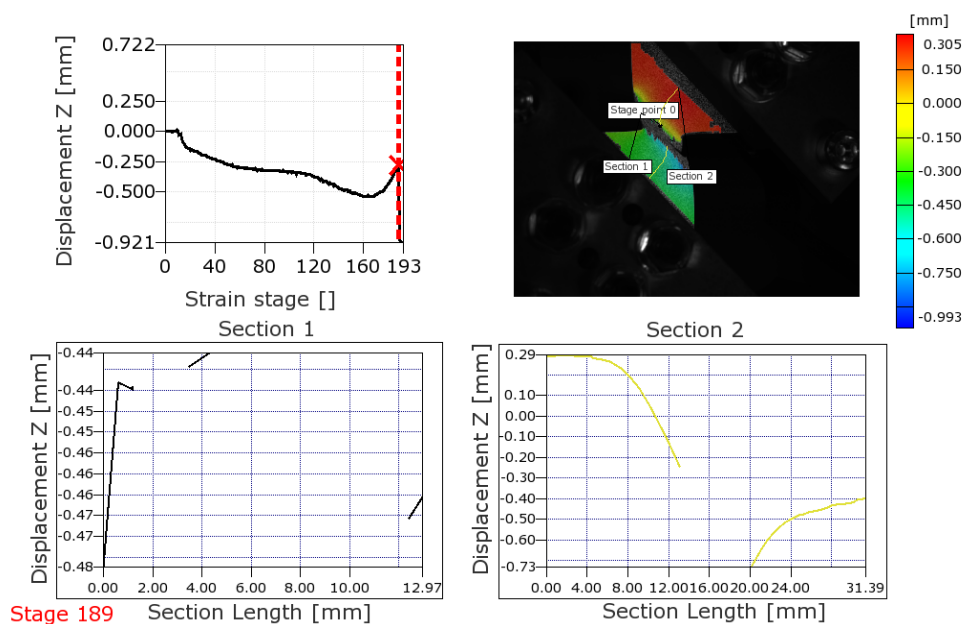 [mm]
0.722
0.250
0.000
-0.250
-0.500
-0.921
Displacement Z [mm]
0 40 80 120 160 193
Strain stage []
Stage point 0
Section 1
Section 2
0.305
0.150
0.000
-0.150
-0.300
-0.450
-0.600
-0.750
-0.993
Section 1
-0.44
-0.44
-0.45
-0.45
-0.46
-0.46
-0.47
-0.47
-0.48
Displacement Z [mm]
0.00 2.00 4.00 6.00 8.00 10.00 12.97
Section Length [mm]
Section 2
0.29
0.10
0.00
-0.10
-0.20
-0.30
-0.40
-0.50
-0.60
-0.73
Displacement Z [mm]
0.00 4.00 8.00 12.00 16.00 20.00 24.00 31.39
Section Length [mm]
Stage 189